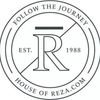 FOLLOW THE JOURNEY
EST.
R
1988
HOUSE OF REZA.COM